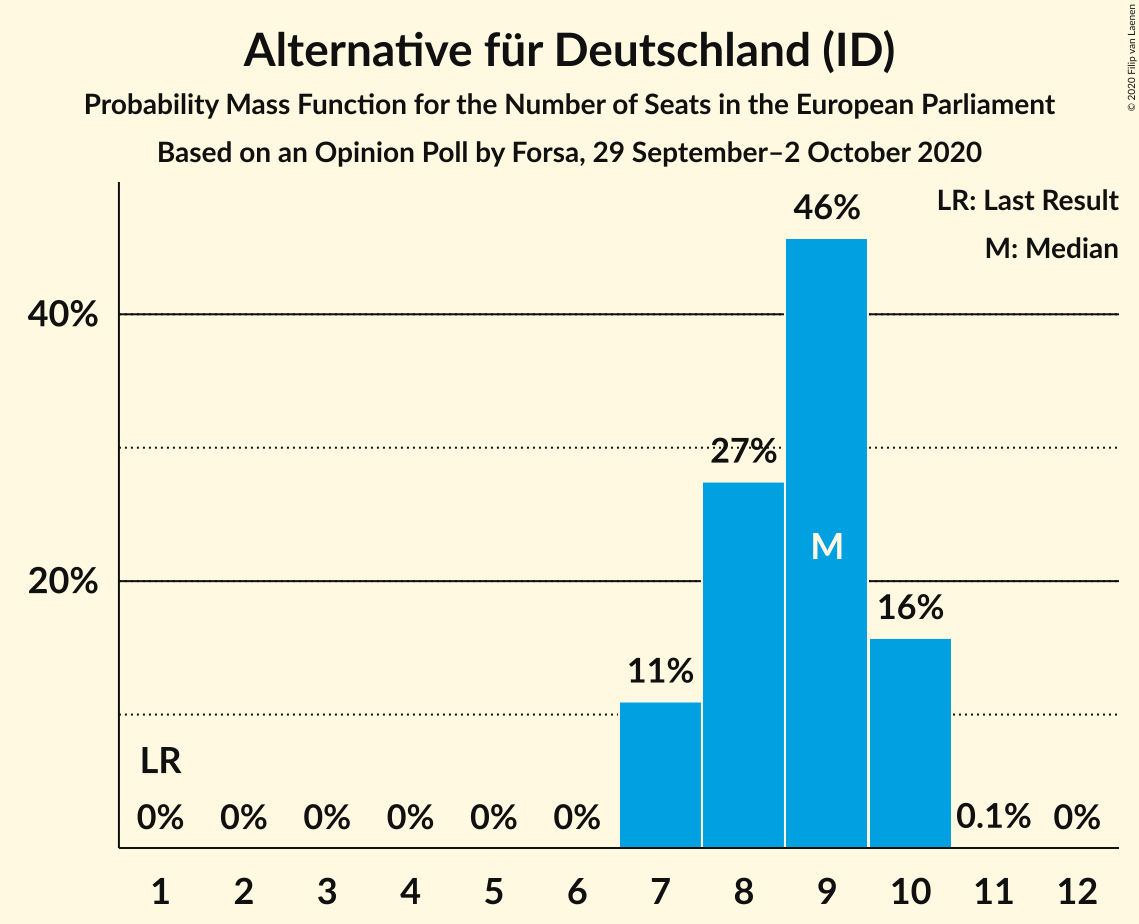 Alternative für Deutschland (ID)
Probability Mass Function for the Number of Seats in the European Parliament
Based on an Opinion Poll by Forsa, 29 September–2 October 2020
© 2020 Filip van Laenen
LR: Last Result
M: Median
46%
40%
27%
M
20%
16%
11%
LR
0% 0% 0% 0% 0% 0% 0.1% 0%
1 2 3 4 5 6 7 8 9 10 11 12